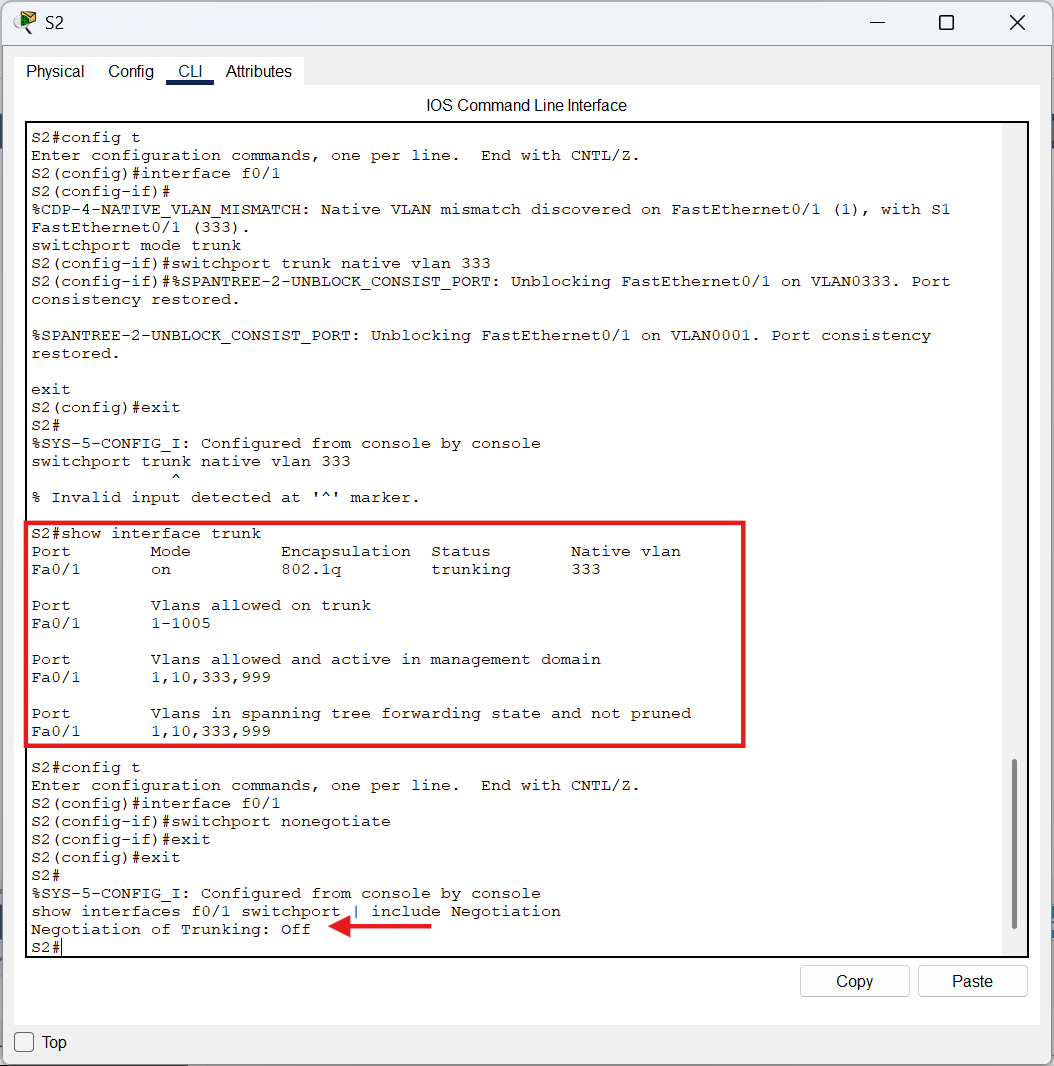 S2
Physical Config CLI Attributes
IOS Command Line Interface
S2#config t
Enter configuration commands, one per line.  End with CNTL/Z.
S2(config)#interface f0/1
S2(config-if)#
%CDP-4-NATIVE_VLAN_MISMATCH: Native VLAN mismatch discovered on FastEthernet0/1 (1), with S1
FastEthernet0/1 (333).
switchport mode trunk
S2(config-if)#switchport trunk native vlan 333
S2(config-if)#%SPANTREE-2-UNBLOCK_CONSIST_PORT: Unblocking FastEthernet0/1 on VLAN0333. Port
consistency restored.
%SPANTREE-2-UNBLOCK_CONSIST_PORT: Unblocking FastEthernet0/1 on VLAN0001. Port consistency
restored.
exit
S2(config)#exit
S2#
%SYS-5-CONFIG_I: Configured from console by console
switchport trunk native vlan 333
^
% Invalid input detected at '^' marker.
S2#show interface trunk
Port        Mode         Encapsulation  Status        Native vlan
Fa0/1       on           802.1q         trunking      333
Port        Vlans allowed on trunk
Fa0/1       1-1005
Port        Vlans allowed and active in management domain
Fa0/1       1,10,333,999
Port        Vlans in spanning tree forwarding state and not pruned
Fa0/1       1,10,333,999
S2#config t
Enter configuration commands, one per line.  End with CNTL/Z.
S2(config)#interface f0/1
S2(config-if)#switchport nonegotiate
S2(config-if)#exit
S2(config)#exit
S2#
%SYS-5-CONFIG_I: Configured from console by console
show interfaces f0/1 switchport | include Negotiation
Negotiation of Trunking: Off
S2#
Copy Paste
Top